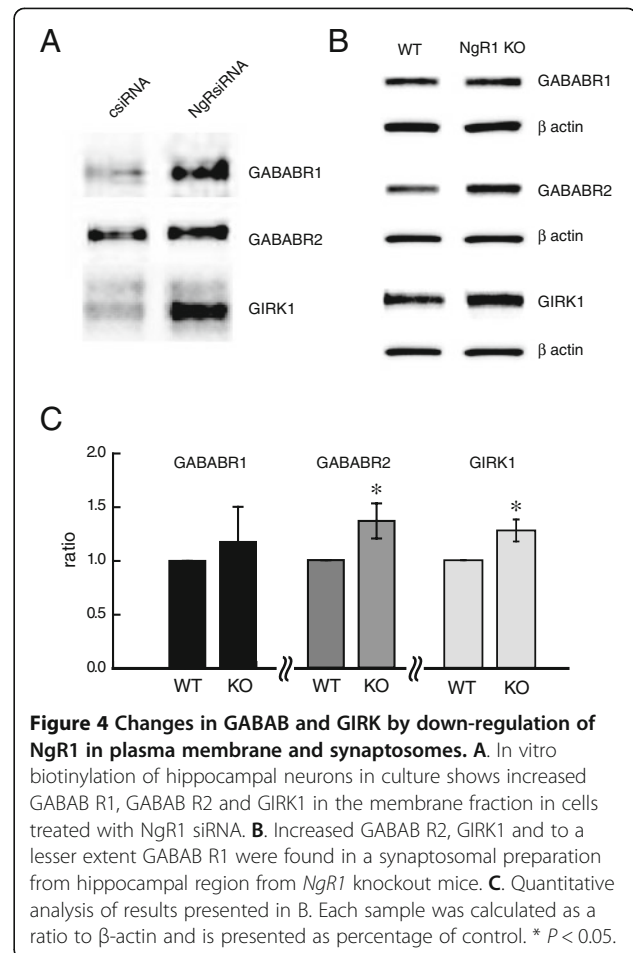 A
csiRNA NgRsiRNA
GABABR1
GABABR2
GIRK1
B
WT NgR1 KO
GABABR1
β actin
GABABR2
β actin
GIRK1
β actin
C
2.0
1.5
1.0
0.5
0.0
ratio
GABABR1 GABABR2 GIRK1
* *
WT KO WT KO WT KO
Figure 4 Changes in GABAB and GIRK by down-regulation of
NgR1 in plasma membrane and synaptosomes. A. In vitro
biotinylation of hippocampal neurons in culture shows increased
GABAB R1, GABAB R2 and GIRK1 in the membrane fraction in cells
treated with NgR1 siRNA. B. Increased GABAB R2, GIRK1 and to a
lesser extent GABAB R1 were found in a synaptosomal preparation
from hippocampal region from NgR1 knockout mice. C. Quantitative
analysis of results presented in B. Each sample was calculated as a
ratio to β-actin and is presented as percentage of control. * P < 0.05.